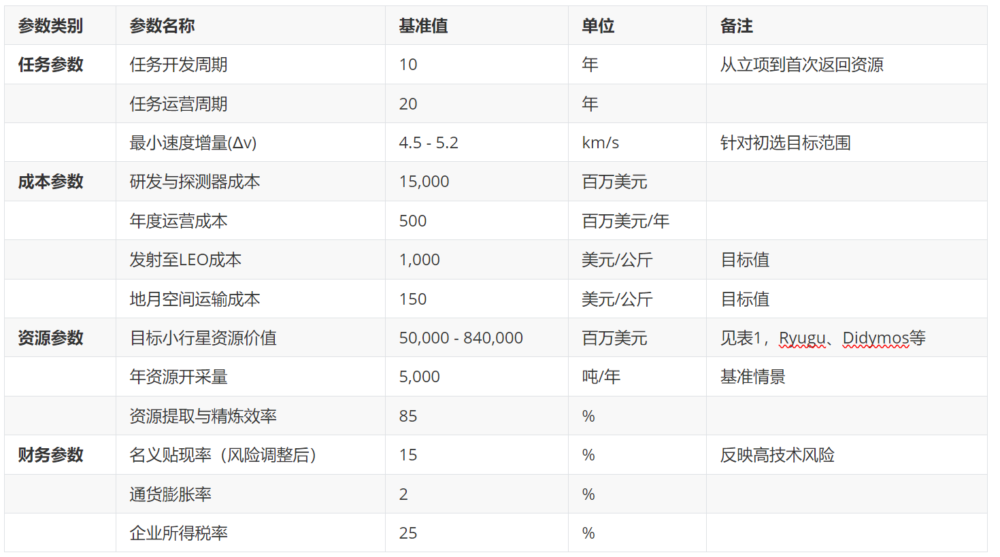 参数类别 参数名称 基准值 单位 备注
任务参数 任务开发周期 10 年 从立项到首次返回资源
任务运营周期 20 年
最小速度增量(Δv) 4.5 - 5.2 km/s 针对初选目标范围
成本参数 研发与探测器成本 15,000 百万美元
年度运营成本 500 百万美元/年
发射至LEO成本 1,000 美元/公斤 目标值
地月空间运输成本 150 美元/公斤 目标值
资源参数 目标小行星资源价值 50,000 - 840,000 百万美元 见表1，Ryugu、Didymos等
年资源开采量 5,000 吨/年 基准情景
资源提取与精炼效率 85 %
财务参数 名义贴现率（风险调整后） 15 % 反映高技术风险
通货膨胀率 2 %
企业所得税率 25 %